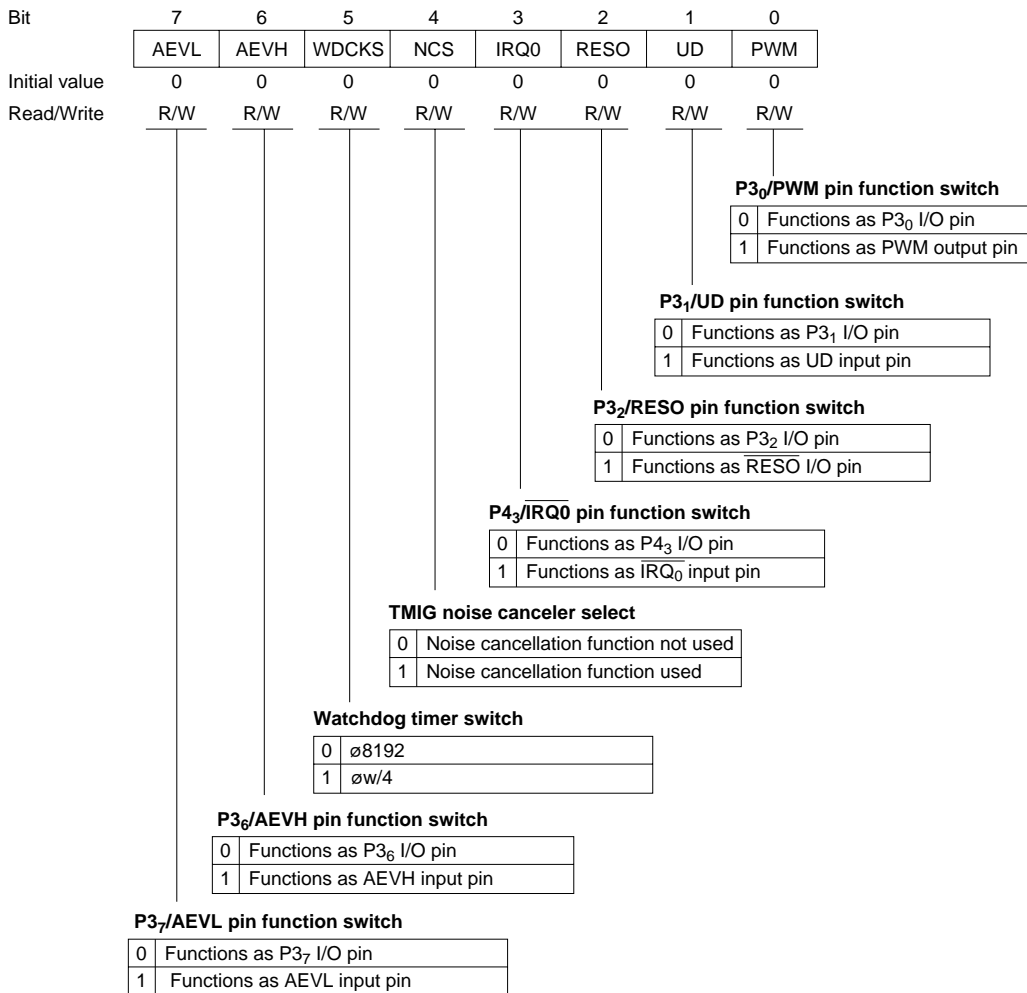 Bit 7 6 5 4 3 2 1 0
AEVL AEVH WDCKS NCS IRQ0 RESO UD PWM
Initial value 0 0 0 0 0 0 0 0
Read/Write R/W R/W R/W R/W R/W R/W R/W R/W
P3₀/PWM pin function switch
0 Functions as P3₀ I/O pin
1 Functions as PWM output pin
P3₁/UD pin function switch
0 Functions as P3₁ I/O pin
1 Functions as UD input pin
P3₂/RESO pin function switch
0 Functions as P3₂ I/O pin
1 Functions as R̅E̅S̅O̅ I/O pin
P4₃/I̅R̅Q̅0̅ pin function switch
0 Functions as P4₃ I/O pin
1 Functions as I̅R̅Q̅₀̅ input pin
TMIG noise canceler select
0 Noise cancellation function not used
1 Noise cancellation function used
Watchdog timer switch
0 ø8192
1 øw/4
P3₆/AEVH pin function switch
0 Functions as P3₆ I/O pin
1 Functions as AEVH input pin
P3₇/AEVL pin function switch
0 Functions as P3₇ I/O pin
1 Functions as AEVL input pin